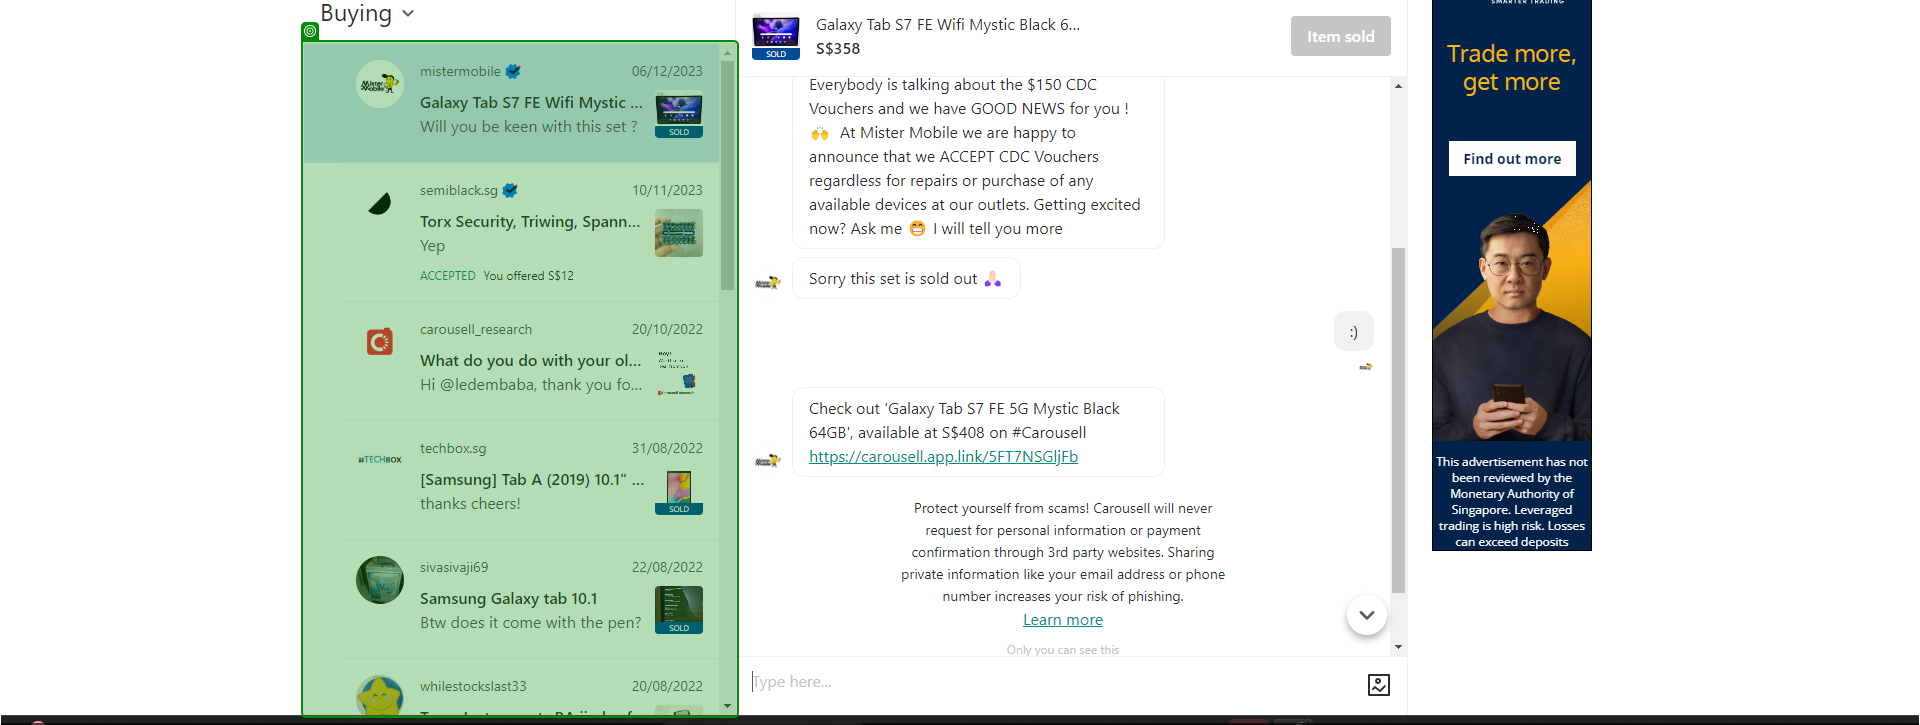 Buying
mistermobile
06/12/2023
Galaxy Tab S7 FE Wifi Mystic ...
Will you be keen with this set ?
SOLD
semiblack.sg
10/11/2023
Torx Security, Triwing, Spann...
Yep
ACCEPTED You offered S$12
carousell_research
20/10/2022
What do you do with your ol...
Hi @ledembaba, thank you fo...
techbox.sg
31/08/2022
TECHBOX
[Samsung] Tab A (2019) 10.1" ...
thanks cheers!
SOLD
sivasivaji69
22/08/2022
Samsung Galaxy tab 10.1
Btw does it come with the pen?
SOLD
whilestockslast33
20/08/2022
Galaxy Tab S7 FE Wifi Mystic Black 6...
S$358
SOLD
Item sold
Everybody is talking about the $150 CDC
Vouchers and we have GOOD NEWS for you !
🙌 At Mister Mobile we are happy to
announce that we ACCEPT CDC Vouchers
regardless for repairs or purchase of any
available devices at our outlets. Getting excited
now? Ask me 😁 I will tell you more
Sorry this set is sold out 🙏🏻
:)
Check out 'Galaxy Tab S7 FE 5G Mystic Black
64GB', available at S$408 on #Carousell
https://carousell.app.link/5FT7NSGljFb
Protect yourself from scams! Carousell will never
request for personal information or payment
confirmation through 3rd party websites. Sharing
private information like your email address or phone
number increases your risk of phishing.
Learn more
Only you can see this
Type here...
SMARTER TRADING
Trade more,
get more
Find out more
This advertisement has not
been reviewed by the
Monetary Authority of
Singapore. Leveraged
trading is high risk. Losses
can exceed deposits